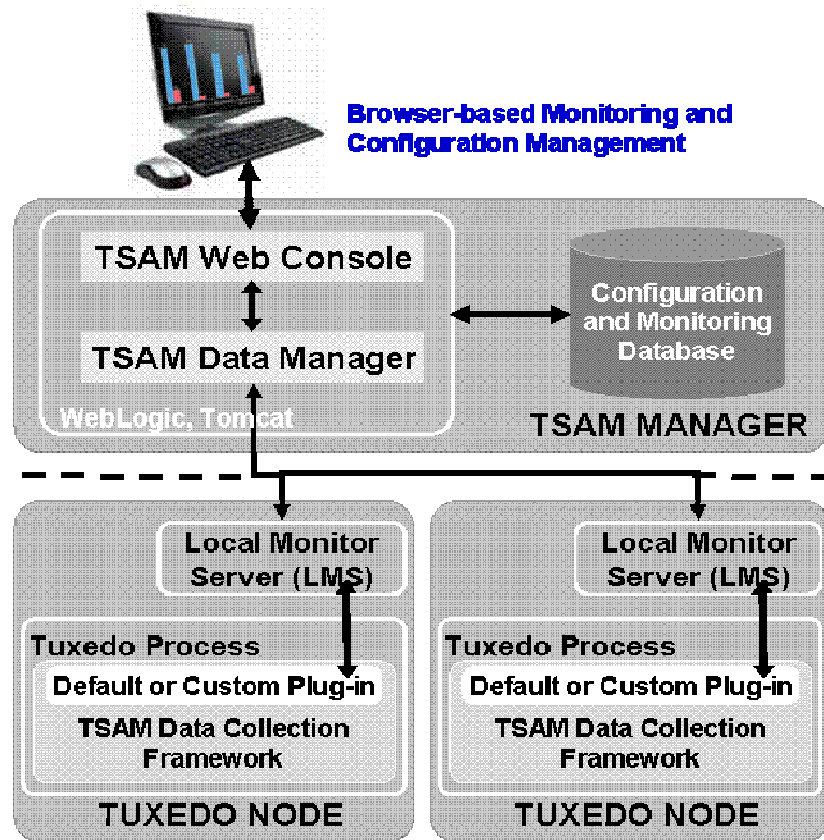 Browser-based Monitoring and
Configuration Management
TSAM Web Console
TSAM Data Manager
WebLogic, Tomcat
Configuration
and Monitoring
Database
TSAM MANAGER
Local Monitor
Server (LMS)
Tuxedo Process
Default or Custom Plug-in
TSAM Data Collection
Framework
TUXEDO NODE
Local Monitor
Server (LMS)
Tuxedo Process
Default or Custom Plug-in
TSAM Data Collection
Framework
TUXEDO NODE